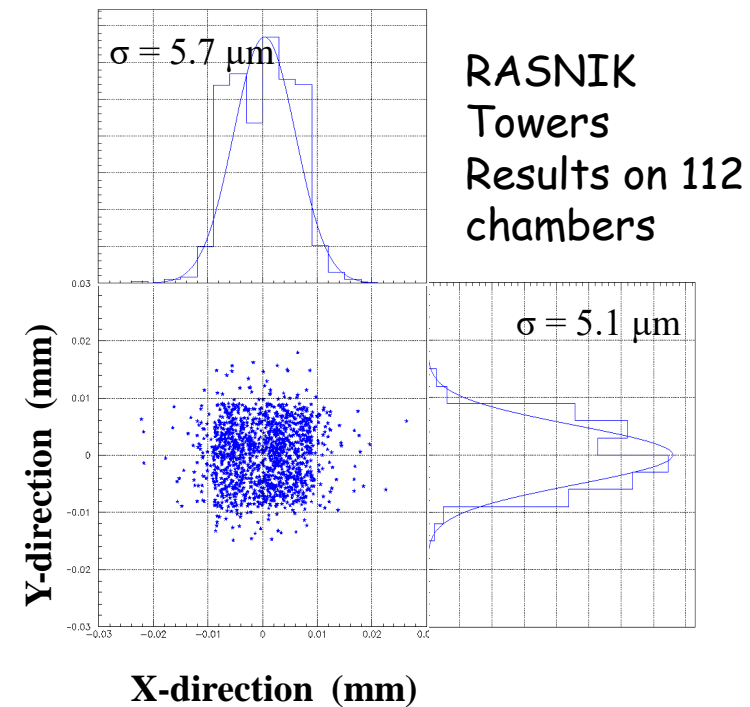 σ = 5.7 μm
RASNIK
Towers
Results on 112
chambers
0.03
0.02
0.01
0
-0.01
-0.02
-0.03
Y-direction (mm)
σ = 5.1 μm
-0.03 -0.02 -0.01 0 0.01 0.02
X-direction (mm)